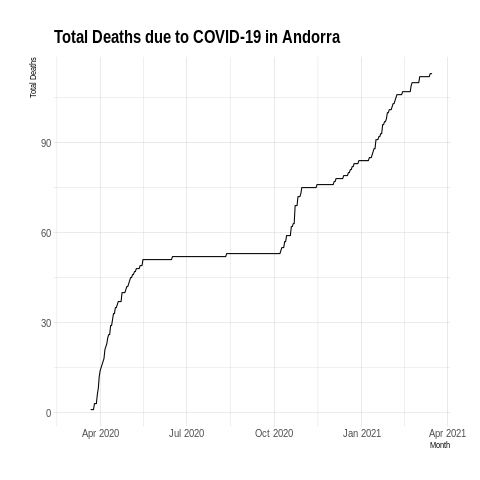 Total Deaths due to COVID-19 in Andorra
Total Deaths
90
60
30
0
Apr 2020 Jul 2020 Oct 2020 Jan 2021 Apr 2021
Month